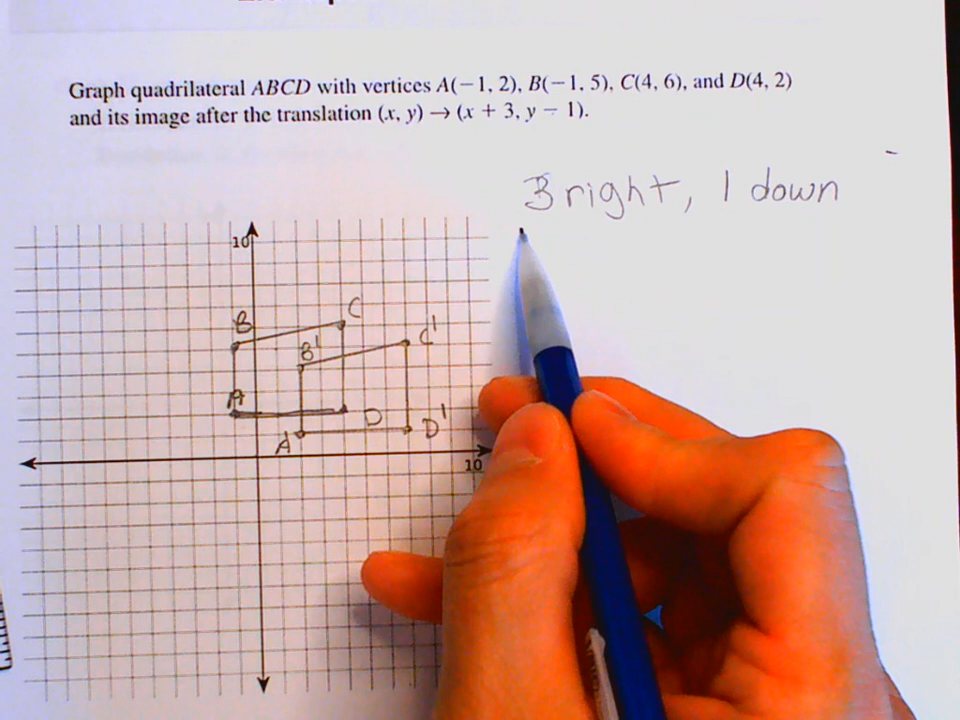 Graph quadrilateral ABCD with vertices A(−1, 2), B(−1, 5), C(4, 6), and D(4, 2)
and its image after the translation (x, y) → (x + 3, y − 1).
3 right, 1 down
10
B
C
B'
C'
A
D
A'
D'
10